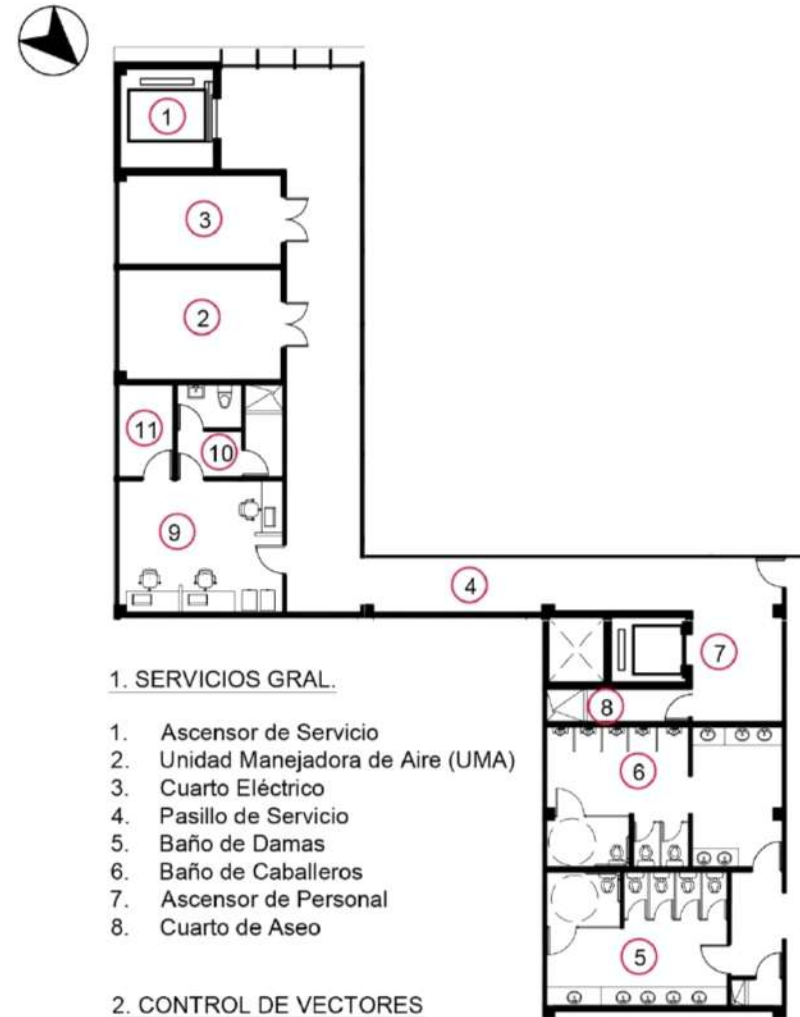 1
3
2
11
10
9
4
7
8
6
5
1. SERVICIOS GRAL.
1. Ascensor de Servicio
2. Unidad Manejadora de Aire (UMA)
3. Cuarto Eléctrico
4. Pasillo de Servicio
5. Baño de Damas
6. Baño de Caballeros
7. Ascensor de Personal
8. Cuarto de Aseo
2. CONTROL DE VECTORES